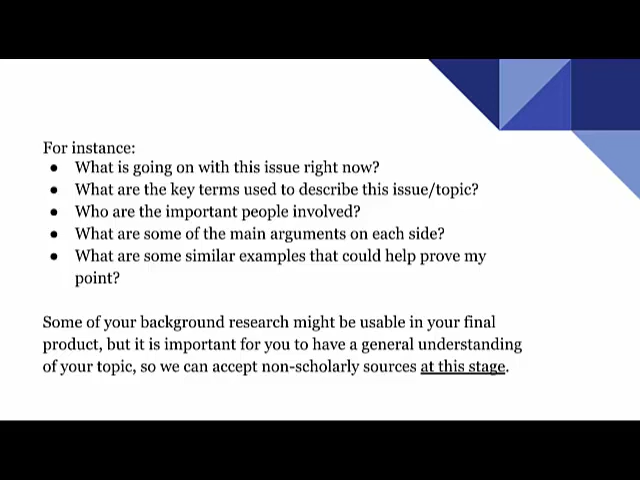 For instance:
● What is going on with this issue right now?
● What are the key terms used to describe this issue/topic?
● Who are the important people involved?
● What are some of the main arguments on each side?
● What are some similar examples that could help prove my
point?
Some of your background research might be usable in your final
product, but it is important for you to have a general understanding
of your topic, so we can accept non-scholarly sources at this stage.